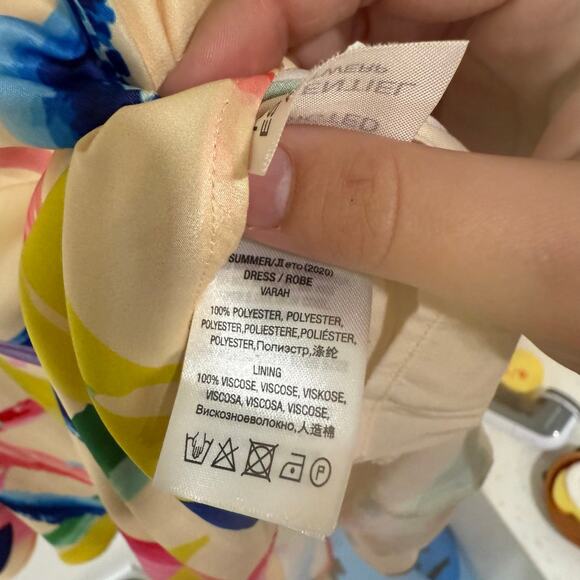 SUMMER/Лето (2020)
DRESS / ROBE
VARAH
100% POLYESTER, POLYESTER,
POLYESTER,POLIESTERE,POLIÉSTER,
POLYESTER,Полиэстр,涤纶
LINING
100% VISCOSE, VISCOSE, VISKOSE,
VISCOSA, VISCOSA, VISCOSE,
Вискозноеволокно,人造棉
P